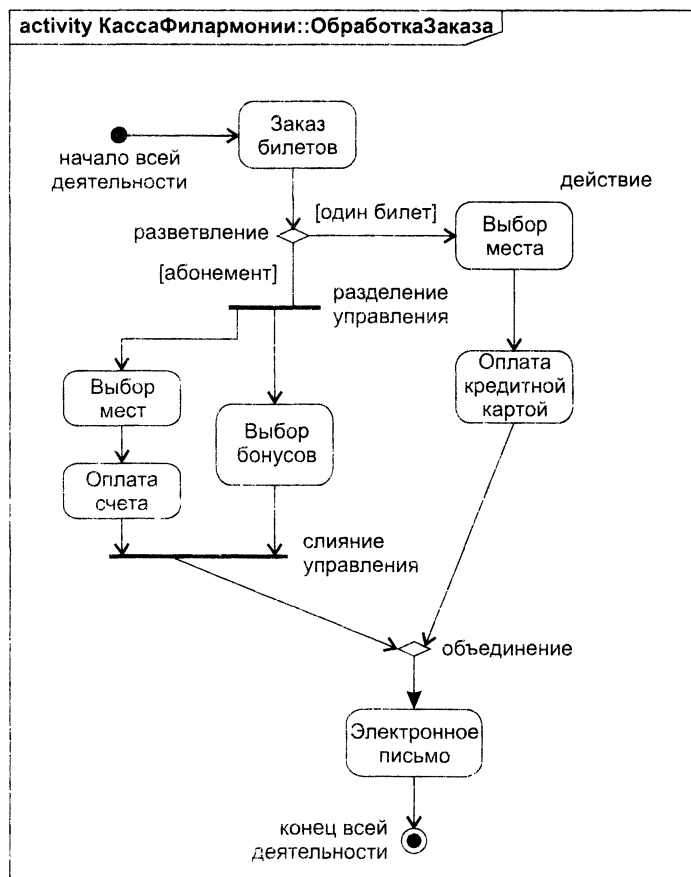 activity КассаФилармонии::ОбработкаЗаказа
Заказ
билетов
начало всей
деятельности
действие
[один билет]
разветвление
Выбор
места
[абонемент]
разделение
управления
Оплата
кредитной
картой
Выбор
мест
Выбор
бонусов
Оплата
счета
слияние
управления
объединение
Электронное
письмо
конец всей
деятельности